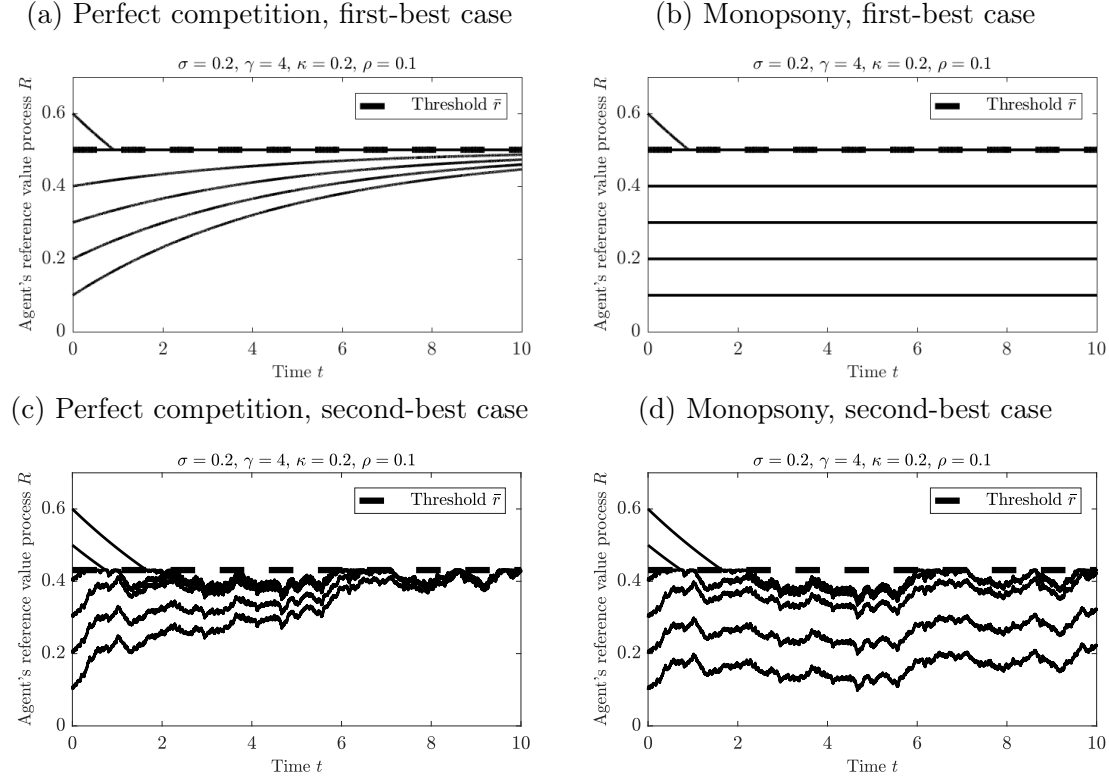 (a) Perfect competition, first-best case
σ = 0.2, γ = 4, κ = 0.2, ρ = 0.1
Agent's reference value process R
Threshold r̄
0.6
0.4
0.2
0
0 2 4 6 8 10
Time t
(b) Monopsony, first-best case
σ = 0.2, γ = 4, κ = 0.2, ρ = 0.1
Agent's reference value process R
Threshold r̄
0.6
0.4
0.2
0
0 2 4 6 8 10
Time t
(c) Perfect competition, second-best case
σ = 0.2, γ = 4, κ = 0.2, ρ = 0.1
Agent's reference value process R
Threshold r̄
0.6
0.4
0.2
0
0 2 4 6 8 10
Time t
(d) Monopsony, second-best case
σ = 0.2, γ = 4, κ = 0.2, ρ = 0.1
Agent's reference value process R
Threshold r̄
0.6
0.4
0.2
0
0 2 4 6 8 10
Time t